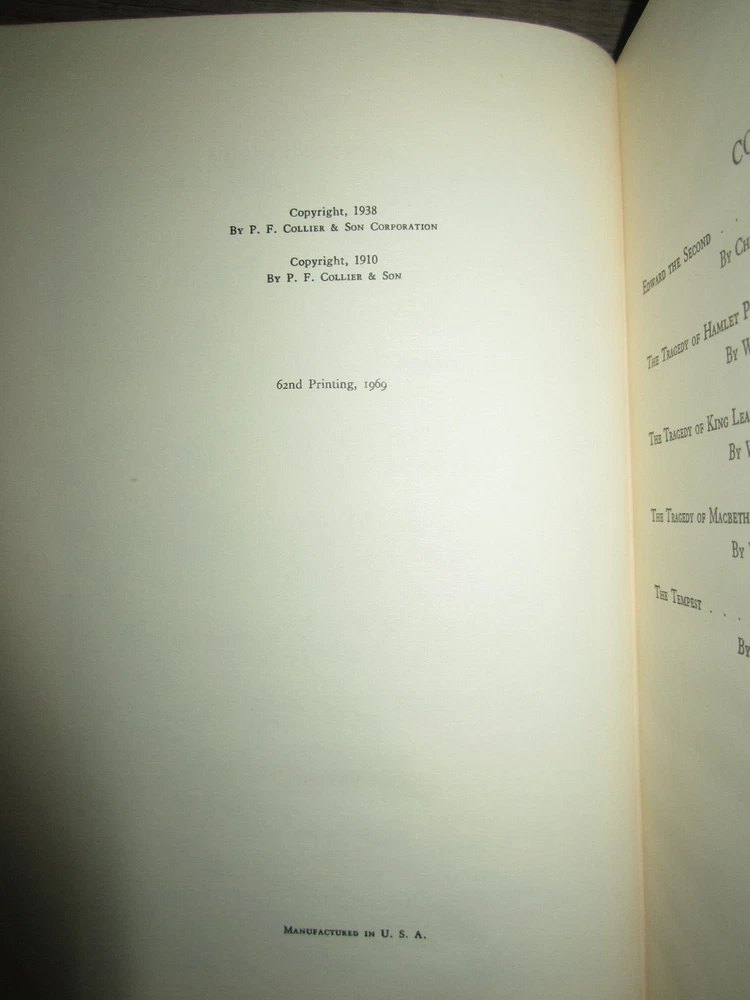 Copyright, 1938
By P. F. Collier & Son Corporation
Copyright, 1910
By P. F. Collier & Son
62nd Printing, 1969
Manufactured in U. S. A.
Edward the Second . .
By
The Tragedy of Hamlet
By
The Tragedy of King
By
The Tragedy of Macbeth
By
The Tempest . . .
By